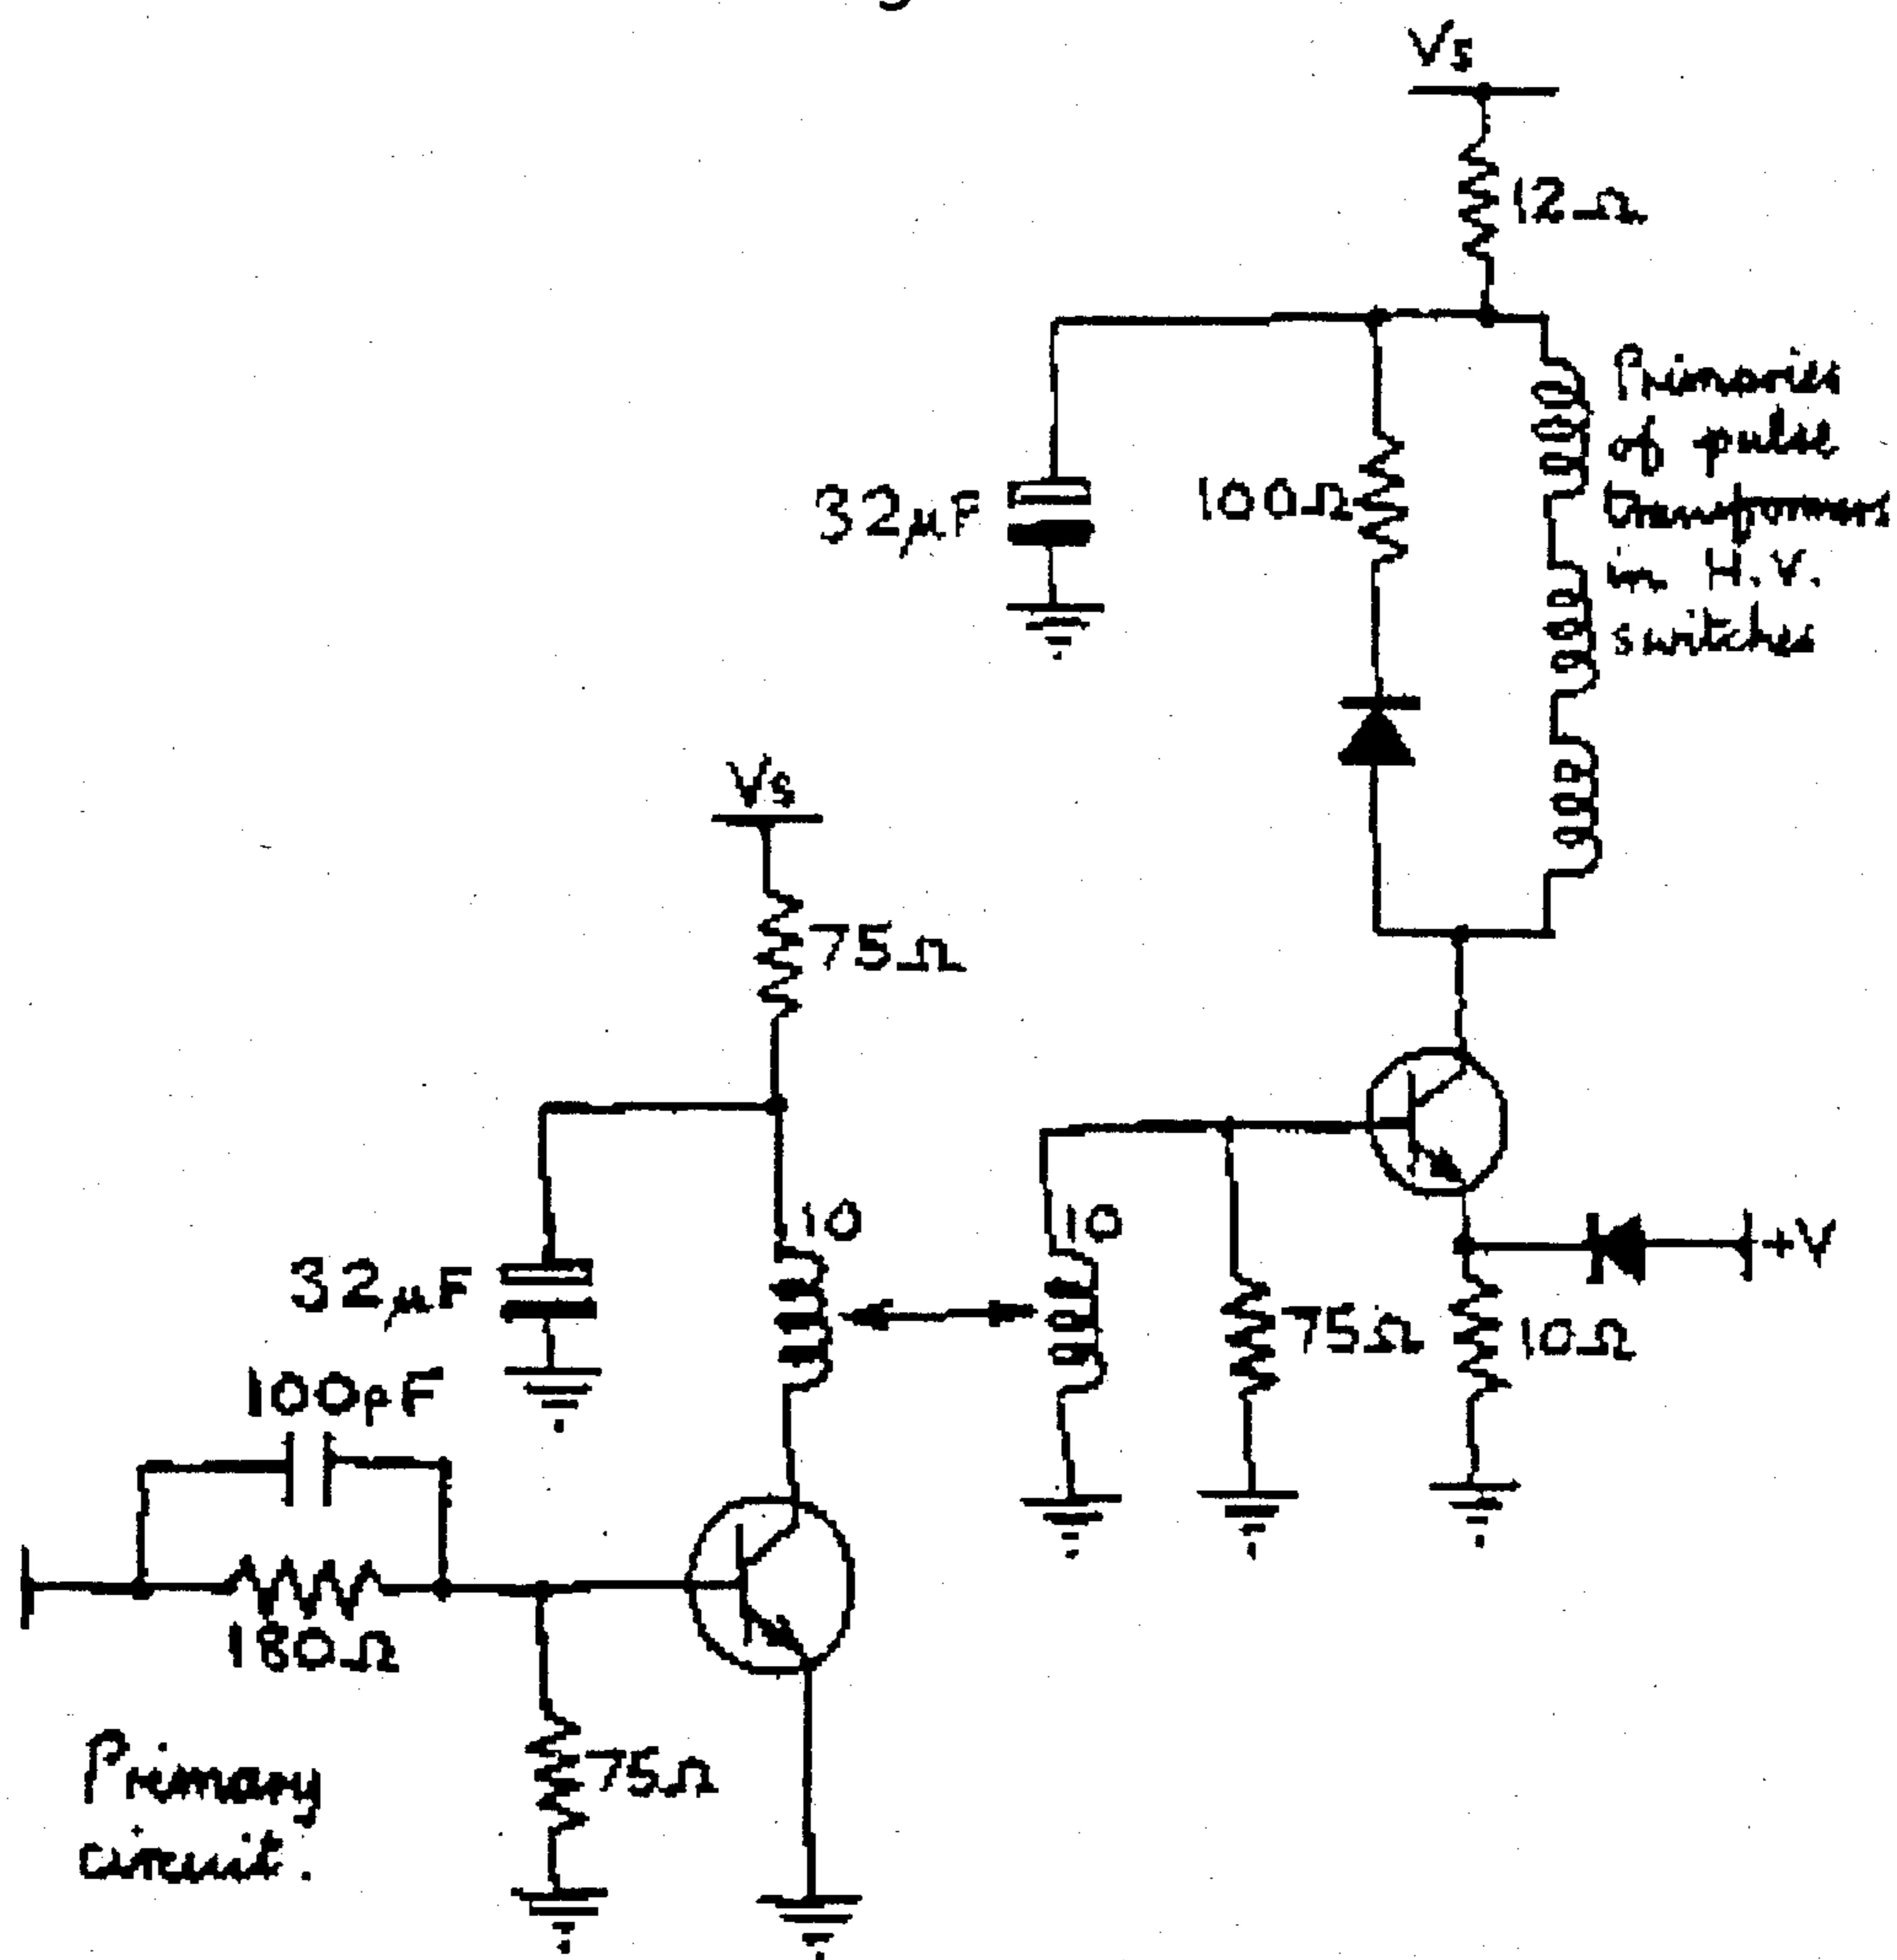 Vs
12Ω
Primaries
of pulse
transformers
in H.V.
switches
32μF
100Ω
Vs
75Ω
10
10
32μF
+V
75Ω
10Ω
100pF
180Ω
75Ω
Primary
circuit.